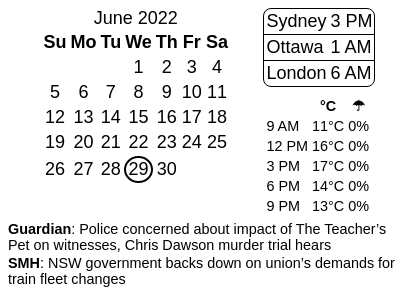 June 2022
Su Mo Tu We Th Fr Sa
1 2 3 4
5 6 7 8 9 10 11
12 13 14 15 16 17 18
19 20 21 22 23 24 25
26 27 28 29 30
Sydney 3 PM
Ottawa 1 AM
London 6 AM
°C ☂
9 AM 11°C 0%
12 PM 16°C 0%
3 PM 17°C 0%
6 PM 14°C 0%
9 PM 13°C 0%
Guardian: Police concerned about impact of The Teacher’s
Pet on witnesses, Chris Dawson murder trial hears
SMH: NSW government backs down on union’s demands for
train fleet changes